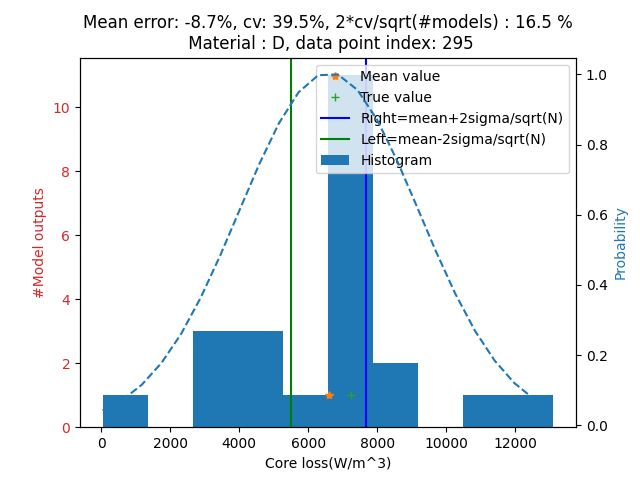 Mean error: -8.7%, cv: 39.5%, 2*cv/sqrt(#models) : 16.5 %
Material : D, data point index: 295
Mean value
True value
Right=mean+2sigma/sqrt(N)
Left=mean-2sigma/sqrt(N)
Histogram
#Model outputs
10
8
6
4
2
0
1.0
0.8
0.6
0.4
0.2
0.0
Probability
0 2000 4000 6000 8000 10000 12000
Core loss(W/m^3)